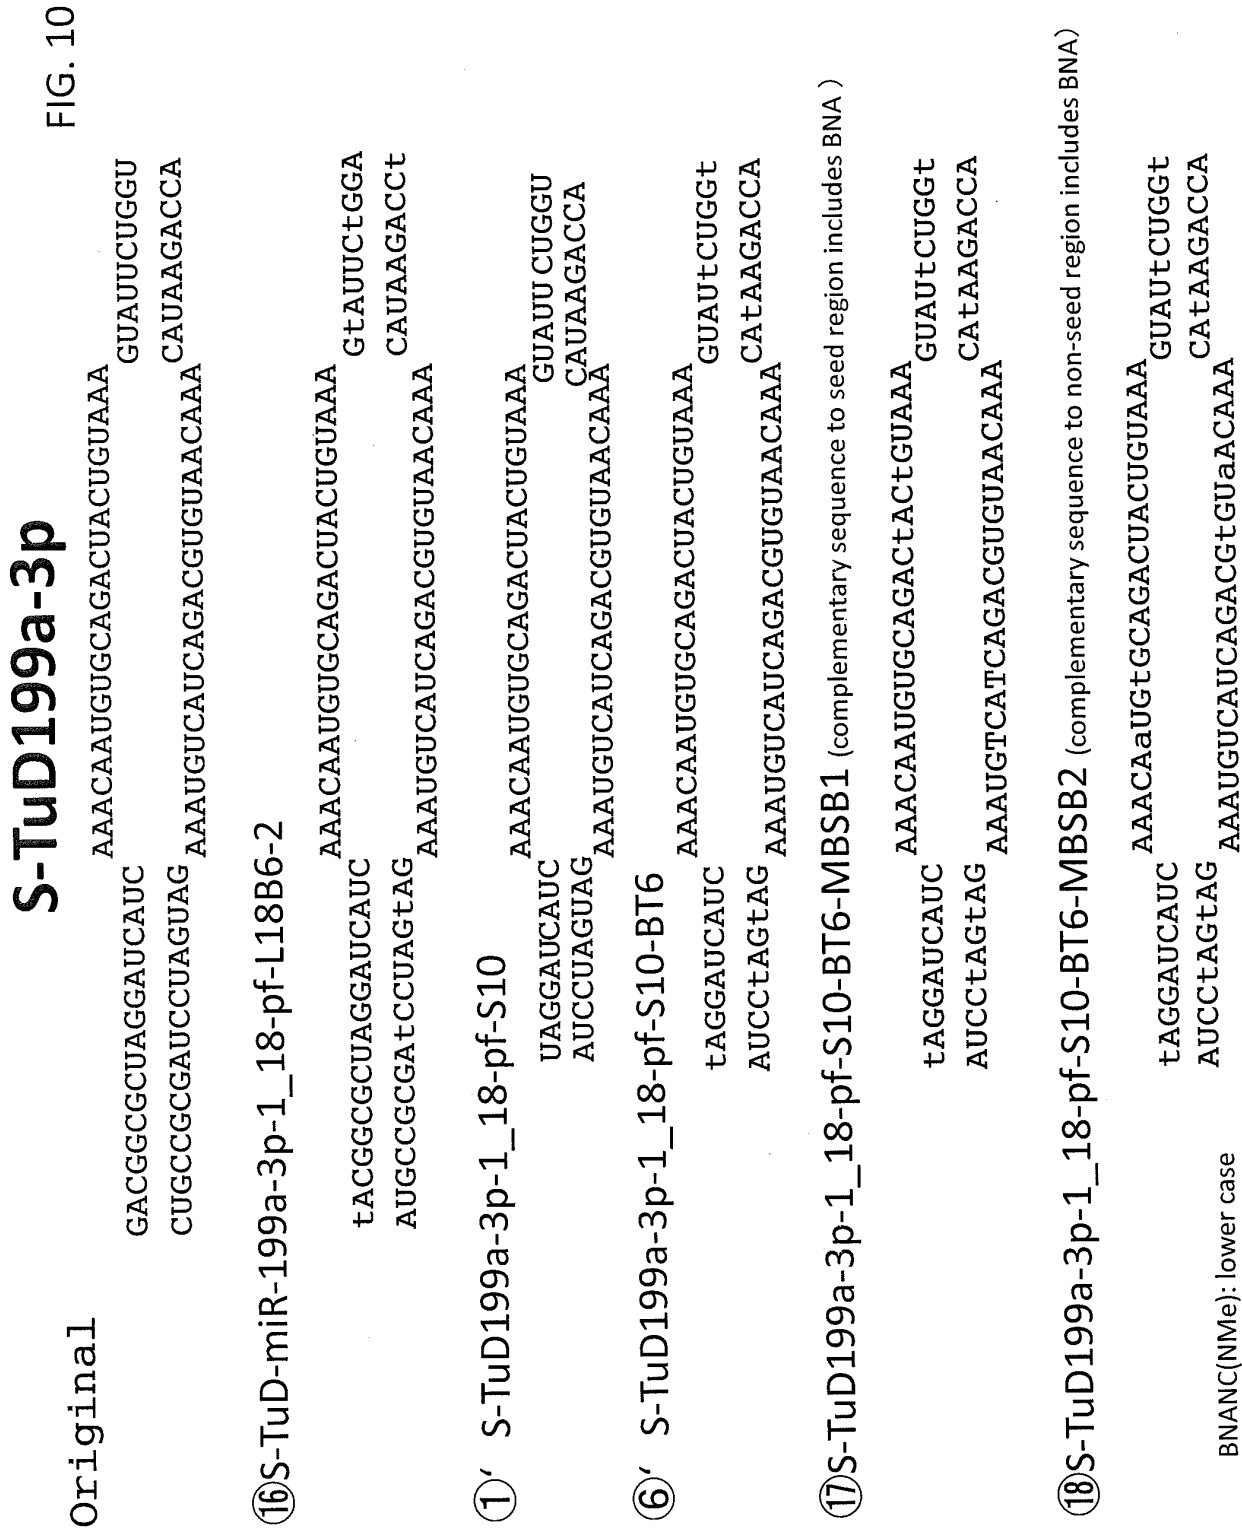 FIG. 10
S-TuD199a-3p
Original
AAACAAUGUGCAGACUACUGUAAA
GACGGCGCUAGGAUCAUC GUAUUCUGGU
CUGCCGCGAUCCUAGUAG CAUAAGACCA
AAAUGUCAUCAGACGUGUAACAAA
⑯S-TuD-miR-199a-3p-1_18-pf-L18B6-2
AAACAAUGUGCAGACUACUGUAAA
tACGGCGCUAGGAUCAUC GtAUUCtGGA
AUGCCGCGAtCCUAGtAG CAUAAGACCt
AAAUGUCAUCAGACGUGUAACAAA
①′ S-TuD199a-3p-1_18-pf-S10
AAACAAUGUGCAGACUACUGUAAA
UAGGAUCAUC GUAUU CUGGU
AUCCUAGUAG CAUAAGACCA
AAAUGUCAUCAGACGUGUAACAAA
⑥′ S-TuD199a-3p-1_18-pf-S10-BT6
AAACAAUGUGCAGACUACUGUAAA
tAGGAUCAUC GUAUtCUGGt
AUCCtAGtAG CAtAAGACCA
AAAUGUCAUCAGACGUGUAACAAA
⑰S-TuD199a-3p-1_18-pf-S10-BT6-MBSB1 (complementary sequence to seed region includes BNA )
AAACAAUGUGCAGACtACtGUAAA
tAGGAUCAUC GUAUtCUGGt
AUCCtAGtAG CAtAAGACCA
AAAUGTCATCAGACGUGUAACAAA
⑱S-TuD199a-3p-1_18-pf-S10-BT6-MBSB2 (complementary sequence to non-seed region includes BNA)
AAACAaUGtGCAGACUACUGUAAA
tAGGAUCAUC GUAUtCUGGt
AUCCtAGtAG CAtAAGACCA
AAAUGUCAUCAGACGtGUaACAAA
BNANC(NMe): lower case